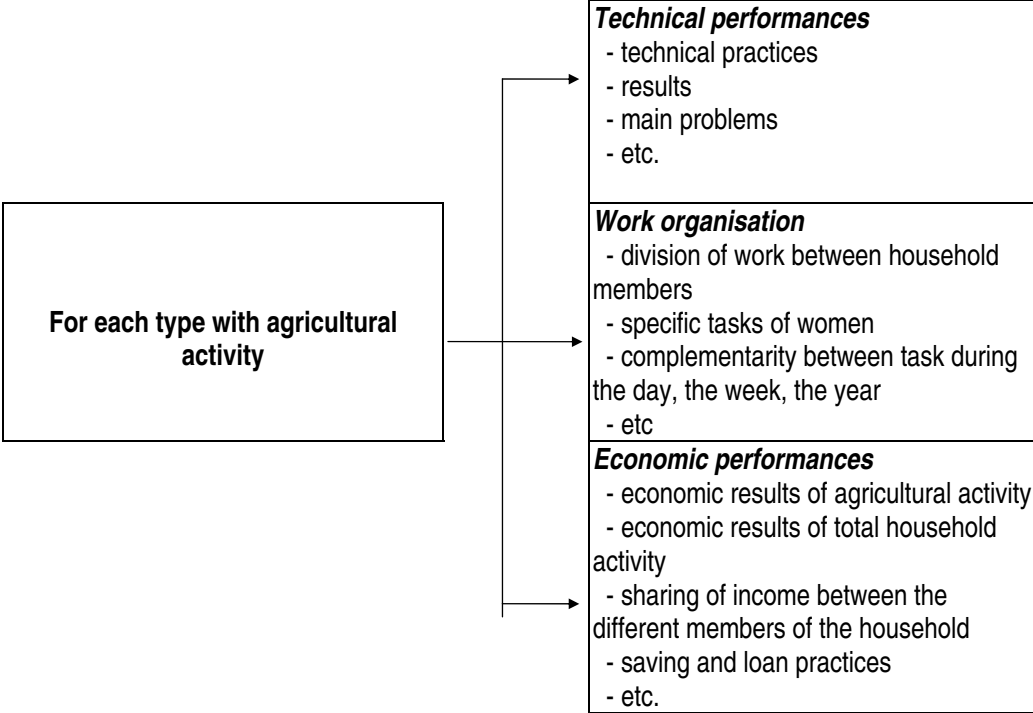 Technical performances
- technical practices
- results
- main problems
- etc.
For each type with agricultural
activity
Work organisation
- division of work between household
members
- specific tasks of women
- complementarity between task during
the day, the week, the year
- etc
Economic performances
- economic results of agricultural activity
- economic results of total household
activity
- sharing of income between the
different members of the household
- saving and loan practices
- etc.